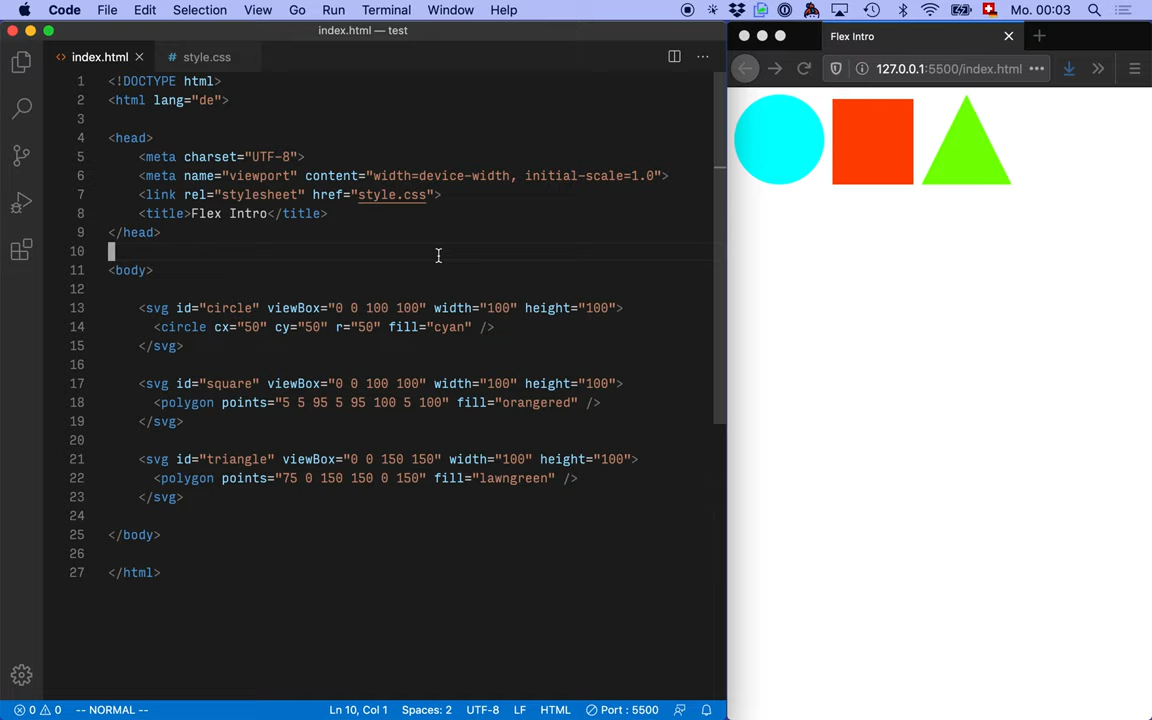 Code File Edit Selection View Go Run Terminal Window Help Mo. 00:03
index.html — test
Flex Intro
<> index.html # style.css ...
127.0.0.1:5500/index.html
1 <!DOCTYPE html>
2 <html lang="de">
3
4 <head>
5 <meta charset="UTF-8">
6 <meta name="viewport" content="width=device-width, initial-scale=1.0">
7 <link rel="stylesheet" href="style.css">
8 <title>Flex Intro</title>
9 </head>
10
11 <body>
12
13 <svg id="circle" viewBox="0 0 100 100" width="100" height="100">
14 <circle cx="50" cy="50" r="50" fill="cyan" />
15 </svg>
16
17 <svg id="square" viewBox="0 0 100 100" width="100" height="100">
18 <polygon points="5 5 95 5 95 100 5 100" fill="orangered" />
19 </svg>
20
21 <svg id="triangle" viewBox="0 0 150 150" width="100" height="100">
22 <polygon points="75 0 150 150 0 150" fill="lawngreen" />
23 </svg>
24
25 </body>
26
27 </html>
0 0 -- NORMAL -- Ln 10, Col 1 Spaces: 2 UTF-8 LF HTML Port : 5500